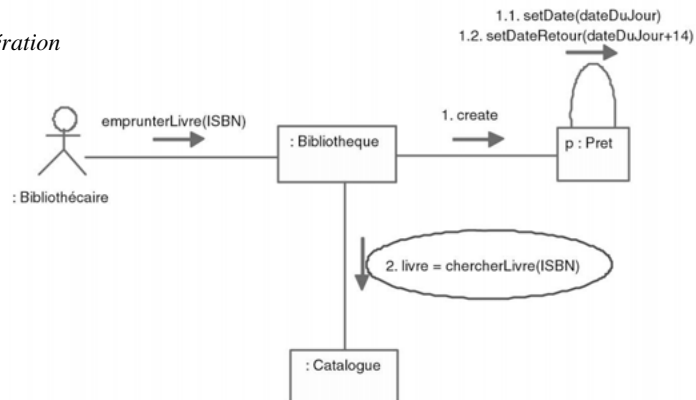 1.1. setDate(dateDuJour)
1.2. setDateRetour(dateDuJour+14)
emprunterLivre(ISBN)
1. create
: Bibliotheque
p : Pret
: Bibliothécaire
2. livre = chercherLivre(ISBN)
: Catalogue